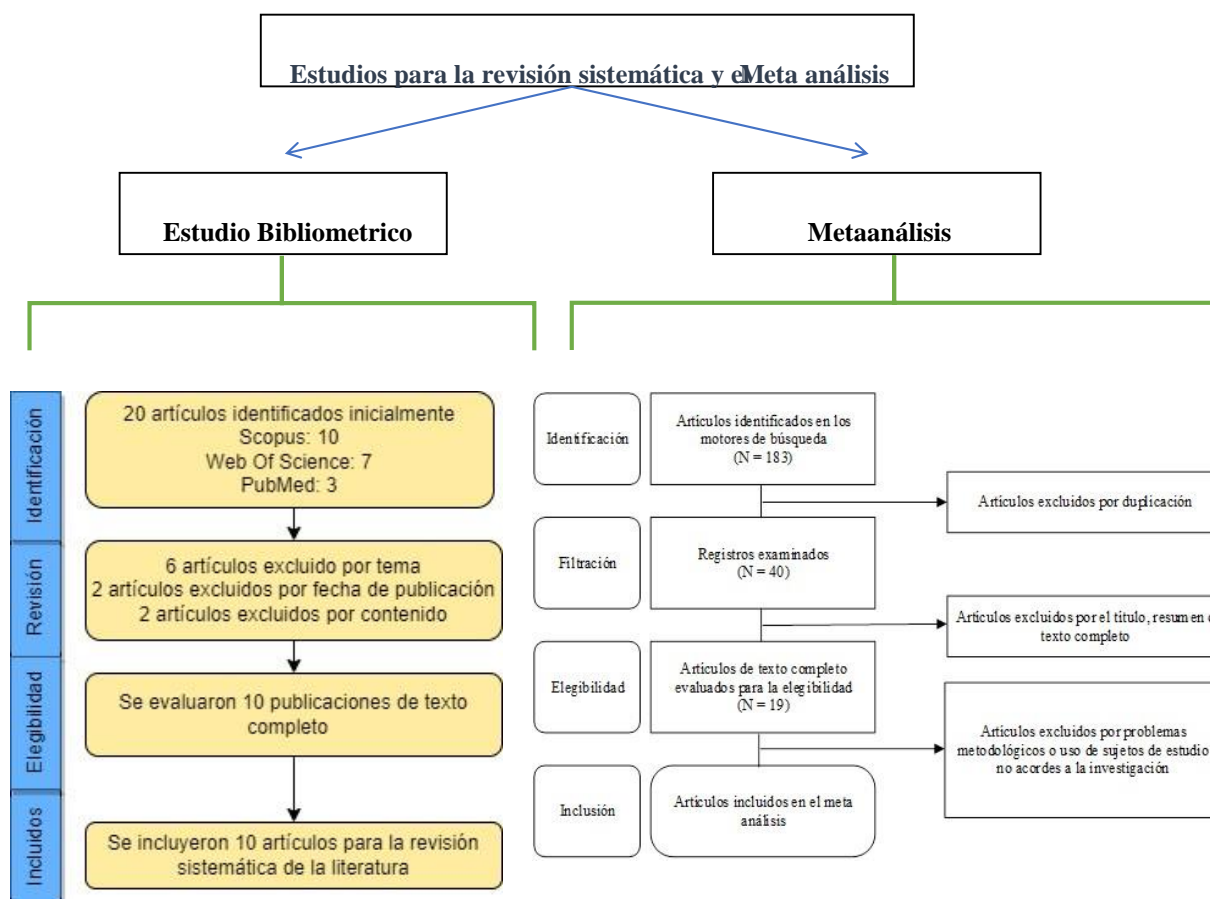 Estudios para la revisión sistemática y el Meta análisis
Estudio Bibliometrico
Metaanálisis
Identificación
20 artículos identificados inicialmente
Scopus: 10
Web Of Science: 7
PubMed: 3
Revisión
6 artículos excluido por tema
2 artículos excluidos por fecha de publicación
2 artículos excluidos por contenido
Elegibilidad
Se evaluaron 10 publicaciones de texto
completo
Incluidos
Se incluyeron 10 artículos para la revisión
sistemática de la literatura
Identificación
Artículos identificados en los
motores de búsqueda
(N = 183)
Artículos excluidos por duplicación
Filtración
Registros examinados
(N = 40)
Artículos excluidos por el título, resumen o
texto completo
Elegibilidad
Artículos de texto completo
evaluados para la elegibilidad
(N = 19)
Artículos excluidos por problemas
metodológicos o uso de sujetos de estudio
no acordes a la investigación
Inclusión
Artículos incluidos en el meta
análisis